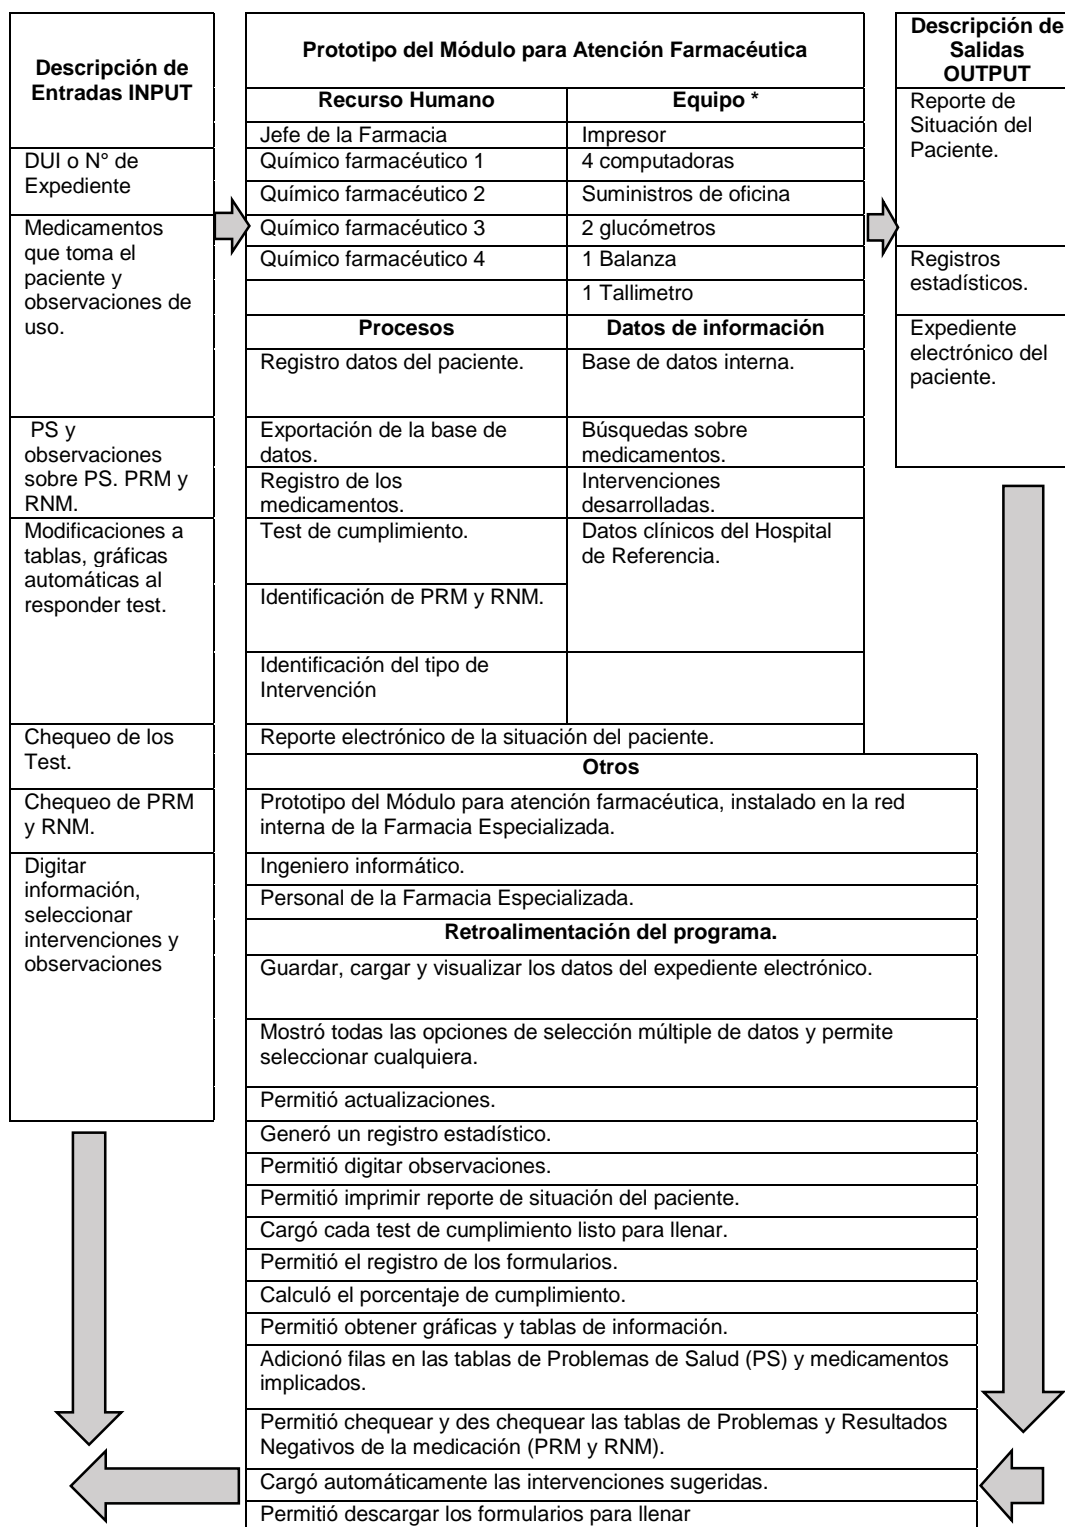 Descripción de
Entradas INPUT
DUI o N° de
Expediente
Medicamentos
que toma el
paciente y
observaciones de
uso.
PS y
observaciones
sobre PS. PRM y
RNM.
Modificaciones a
tablas, gráficas
automáticas al
responder test.
Chequeo de los
Test.
Chequeo de PRM
y RNM.
Digitar
información,
seleccionar
intervenciones y
observaciones
Prototipo del Módulo para Atención Farmacéutica
Recurso Humano
Equipo *
Jefe de la Farmacia
Impresor
Químico farmacéutico 1
4 computadoras
Químico farmacéutico 2
Suministros de oficina
Químico farmacéutico 3
2 glucómetros
Químico farmacéutico 4
1 Balanza
1 Tallimetro
Procesos
Datos de información
Registro datos del paciente.
Base de datos interna.
Exportación de la base de
datos.
Búsquedas sobre
medicamentos.
Registro de los
medicamentos.
Intervenciones
desarrolladas.
Test de cumplimiento.
Datos clínicos del Hospital
de Referencia.
Identificación de PRM y RNM.
Identificación del tipo de
Intervención
Reporte electrónico de la situación del paciente.
Otros
Prototipo del Módulo para atención farmacéutica, instalado en la red
interna de la Farmacia Especializada.
Ingeniero informático.
Personal de la Farmacia Especializada.
Retroalimentación del programa.
Guardar, cargar y visualizar los datos del expediente electrónico.
Mostró todas las opciones de selección múltiple de datos y permite
seleccionar cualquiera.
Permitió actualizaciones.
Generó un registro estadístico.
Permitió digitar observaciones.
Permitió imprimir reporte de situación del paciente.
Cargó cada test de cumplimiento listo para llenar.
Permitió el registro de los formularios.
Calculó el porcentaje de cumplimiento.
Permitió obtener gráficas y tablas de información.
Adicionó filas en las tablas de Problemas de Salud (PS) y medicamentos
implicados.
Permitió chequear y des chequear las tablas de Problemas y Resultados
Negativos de la medicación (PRM y RNM).
Cargó automáticamente las intervenciones sugeridas.
Permitió descargar los formularios para llenar
Descripción de
Salidas
OUTPUT
Reporte de
Situación del
Paciente.
Registros
estadísticos.
Expediente
electrónico del
paciente.